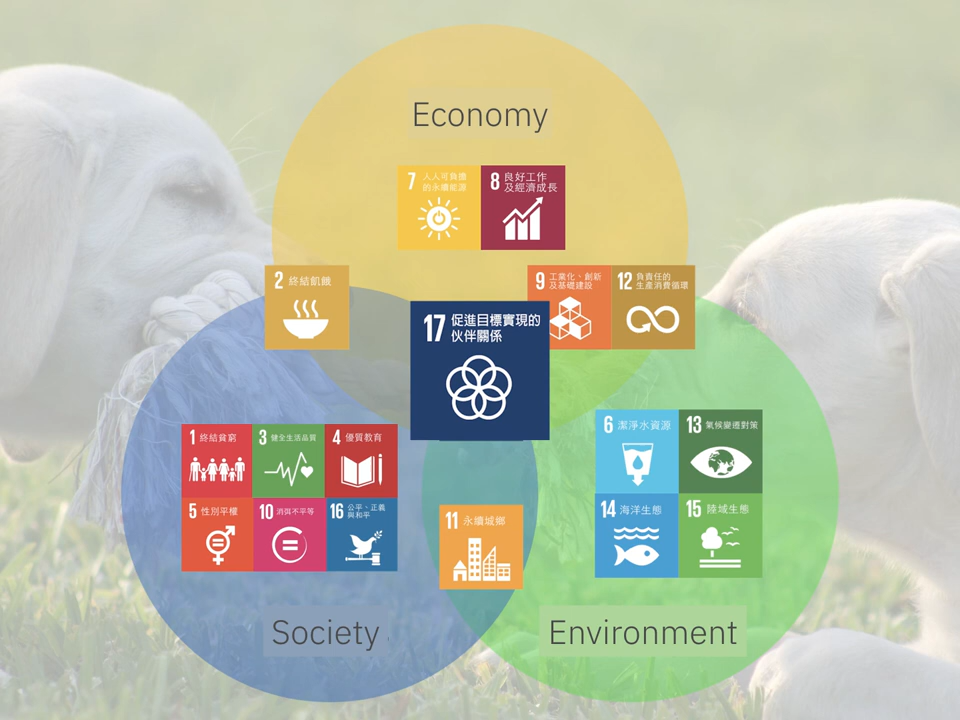 Economy
7 人人可負擔
的永續能源
8 良好工作
及經濟成長
2 終結飢餓
9 工業化、創新
及基礎建設
12 負責任的
生產消費循環
17 促進目標實現的
伙伴關係
1 終結貧窮
3 健全生活品質
4 優質教育
6 潔淨水資源
13 氣候變遷對策
5 性別平權
10 消弭不平等
16 公平、正義
與和平
14 海洋生態
15 陸域生態
11 永續城鄉
Society
Environment